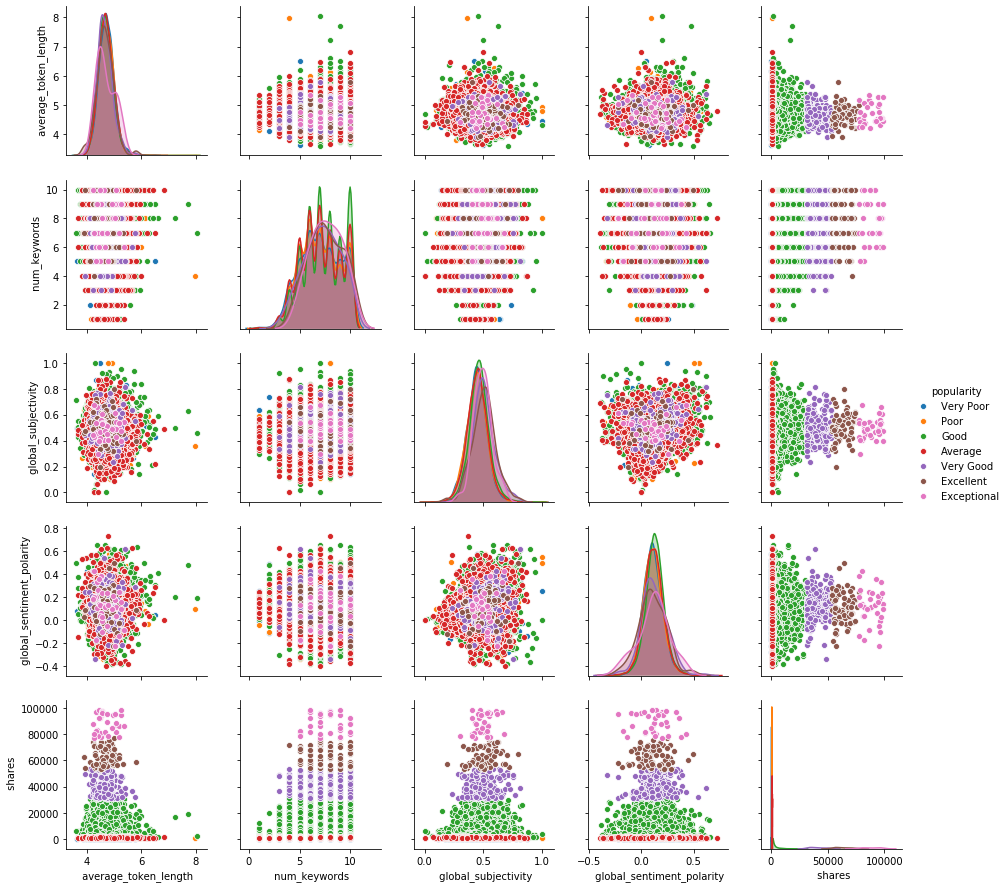 average_token_length
8
7
6
5
4
num_keywords
10
8
6
4
2
global_subjectivity
1.0
0.8
0.6
0.4
0.2
0.0
popularity
Very Poor
Poor
Good
Average
Very Good
Excellent
Exceptional
global_sentiment_polarity
0.8
0.6
0.4
0.2
0.0
−0.2
−0.4
shares
100000
80000
60000
40000
20000
0
4 6 8
0 5 10
0.0 0.5 1.0
−0.5 0.0 0.5
0 50000 100000
average_token_length
num_keywords
global_subjectivity
global_sentiment_polarity
shares